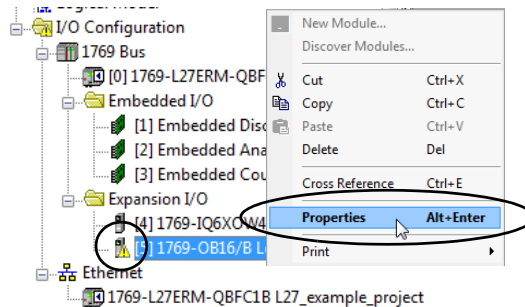 I/O Configuration
1769 Bus
[0] 1769-L27ERM-QBF
Embedded I/O
[1] Embedded Disc
[2] Embedded Ana
[3] Embedded Cou
Expansion I/O
[4] 1769-IQ6XOW4
[5] 1769-OB16/B L
Ethernet
1769-L27ERM-QBFC1B L27_example_project
New Module...
Discover Modules...
Cut Ctrl+X
Copy Ctrl+C
Paste Ctrl+V
Delete Del
Cross Reference Ctrl+E
Properties Alt+Enter
Print